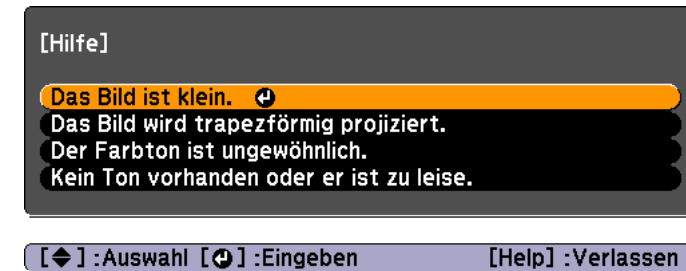 [Hilfe]
Das Bild ist klein.
Das Bild wird trapezförmig projiziert.
Der Farbton ist ungewöhnlich.
Kein Ton vorhanden oder er ist zu leise.
[◆] :Auswahl [⏎] :Eingeben [Help] :Verlassen